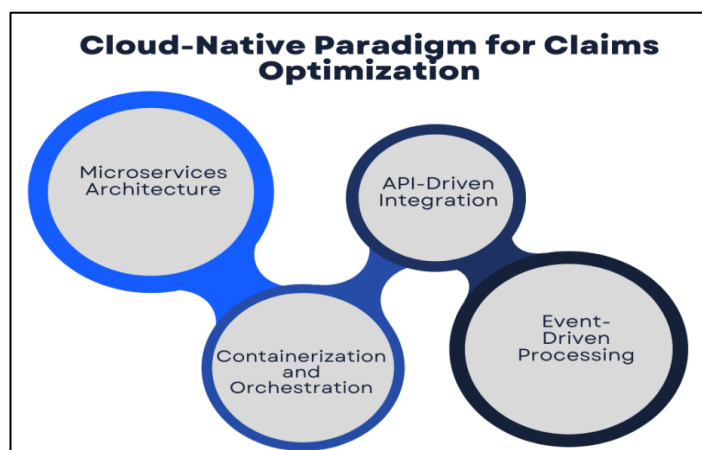 Cloud-Native Paradigm for Claims
Optimization
Microservices
Architecture
Containerization
and
Orchestration
API-Driven
Integration
Event-
Driven
Processing